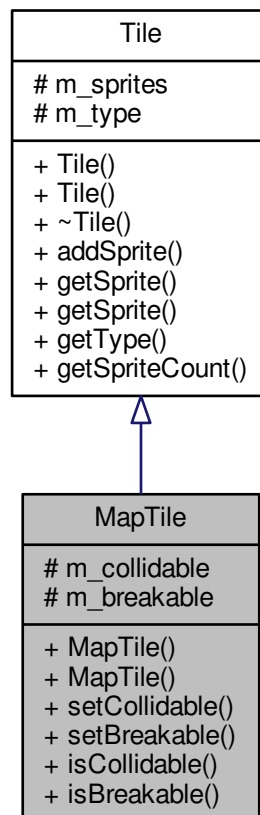 Tile
# m_sprites
# m_type
+ Tile()
+ Tile()
+ ~Tile()
+ addSprite()
+ getSprite()
+ getSprite()
+ getType()
+ getSpriteCount()
MapTile
# m_collidable
# m_breakable
+ MapTile()
+ MapTile()
+ setCollidable()
+ setBreakable()
+ isCollidable()
+ isBreakable()